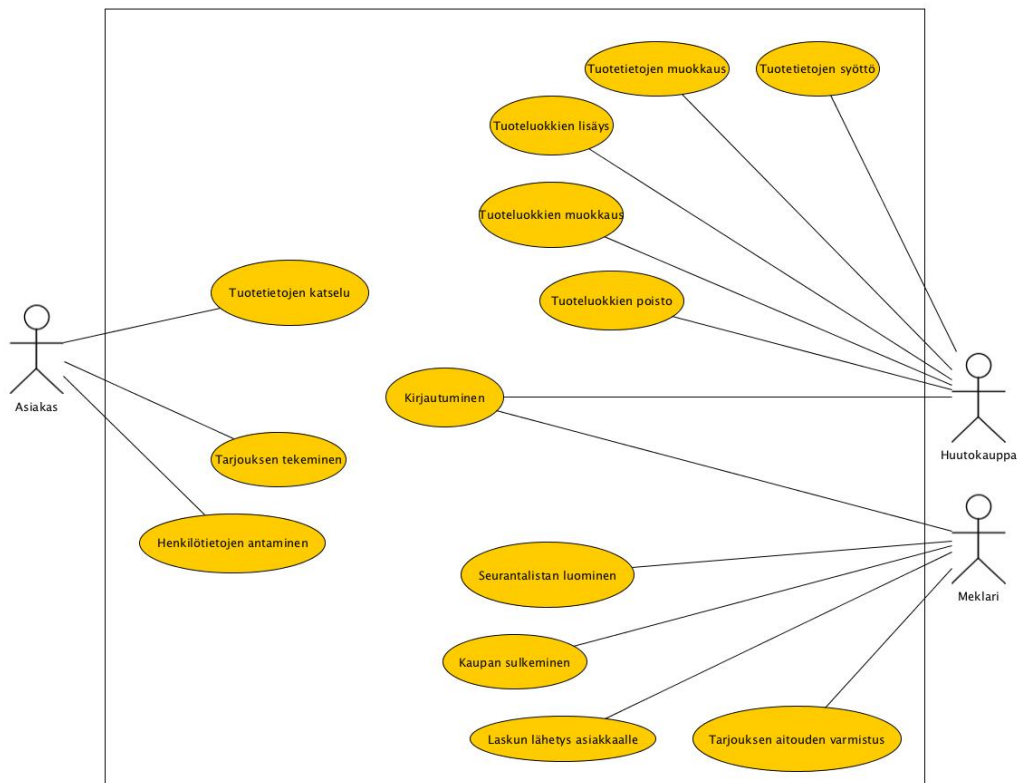 Tuotetietojen muokkaus
Tuotetietojen syöttö
Tuoteluokkien lisäys
Tuoteluokkien muokkaus
Tuotetietojen katselu
Tuoteluokkien poisto
Asiakas
Kirjautuminen
Huutokauppa
Tarjouksen tekeminen
Henkilötietojen antaminen
Seurantalistan luominen
Meklari
Kaupan sulkeminen
Laskun lähetys asiakkaalle
Tarjouksen aitouden varmistus